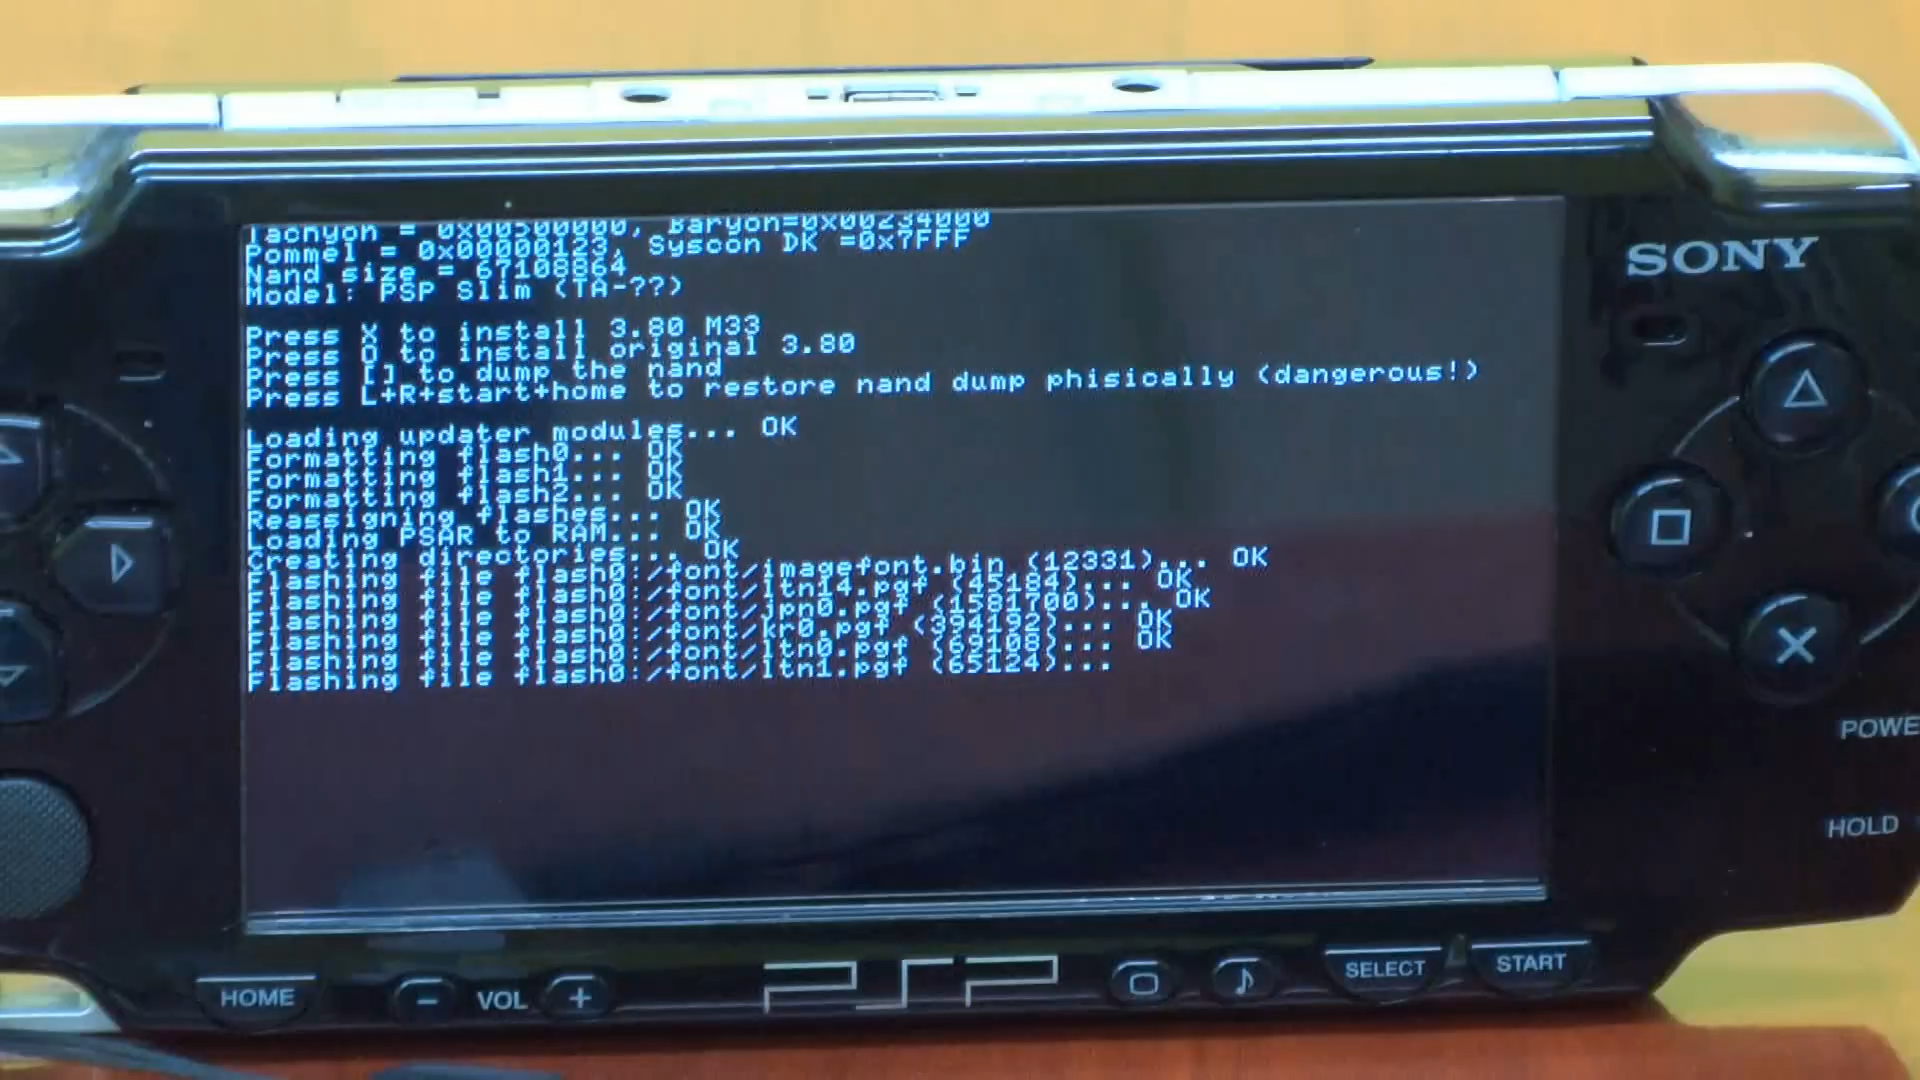 Tachyon = 0x00500000, Baryon=0x00234000
Pommel = 0x00000123, Syscon DK =0x7FFF
Nand size = 67108864
Model: PSP Slim (TA-??)
Press X to install 3.80 M33
Press O to install original 3.80
Press [] to dump the nand
Press L+R+start+home to restore nand dump phisically (dangerous!)
Loading updater modules... OK
Formatting flash0... OK
Formatting flash1... OK
Formatting flash2... OK
Reassigning flashes... OK
Loading PSAR to RAM... OK
Creating directories... OK
Flashing file flash0:/font/imagefont.bin (12331)... OK
Flashing file flash0:/font/ltn14.pgf (45184)... OK
Flashing file flash0:/font/jpn0.pgf (1581700)... OK
Flashing file flash0:/font/kr0.pgf (394192)... OK
Flashing file flash0:/font/ltn0.pgf (69108)... OK
Flashing file flash0:/font/ltn1.pgf (65124)...
SONY
POWE
HOLD
HOME
- VOL +
PSP
SELECT
START